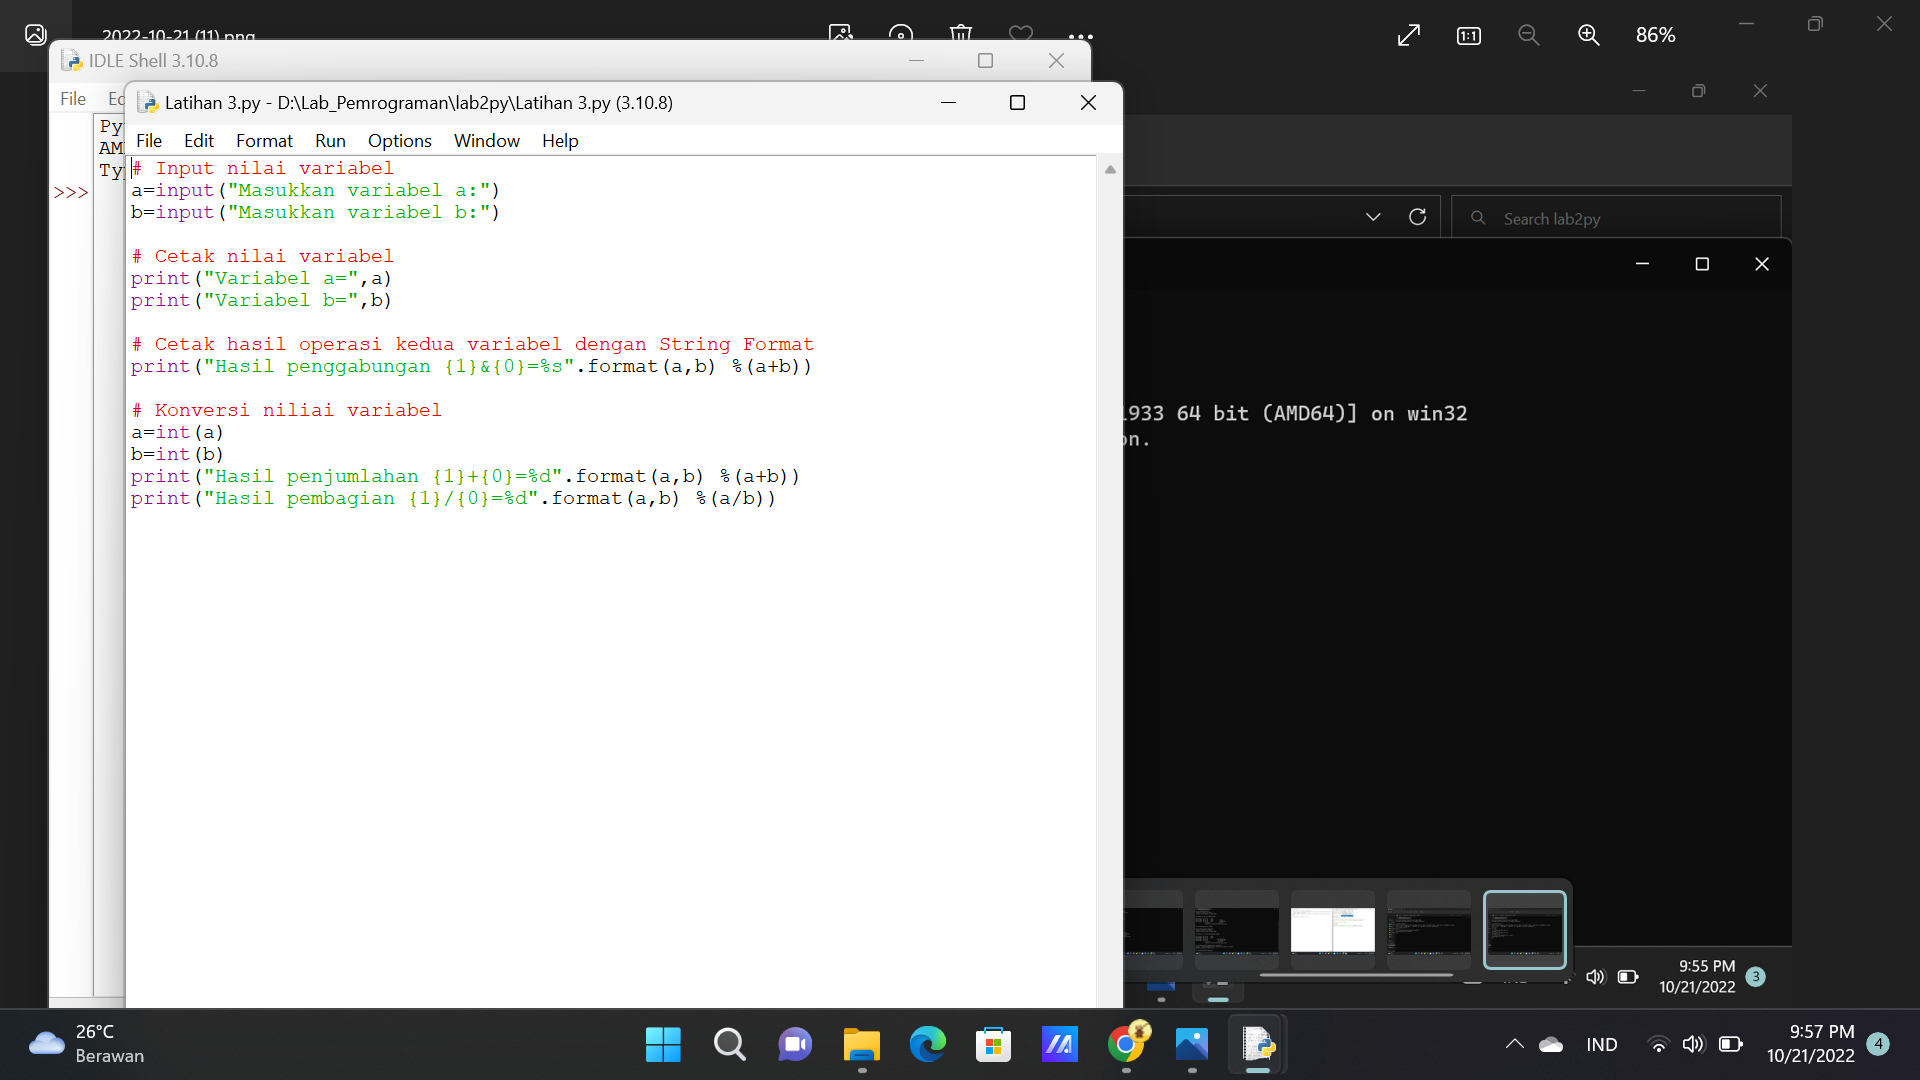 2022-10-21 (11).png
86%
IDLE Shell 3.10.8
File
Py
AM
Ty
>>>
Latihan 3.py - D:\Lab_Pemrograman\lab2py\Latihan 3.py (3.10.8)
File Edit Format Run Options Window Help
# Input nilai variabel
a=input("Masukkan variabel a:")
b=input("Masukkan variabel b:")
# Cetak nilai variabel
print("Variabel a=",a)
print("Variabel b=",b)
# Cetak hasil operasi kedua variabel dengan String Format
print("Hasil penggabungan {1}&{0}=%s".format(a,b) %(a+b))
# Konversi niliai variabel
a=int(a)
b=int(b)
print("Hasil penjumlahan {1}+{0}=%d".format(a,b) %(a+b))
print("Hasil pembagian {1}/{0}=%d".format(a,b) %(a/b))
Search lab2py
1933 64 bit (AMD64)] on win32
on.
9:55 PM
10/21/2022
3
26°C
Berawan
IND
9:57 PM
10/21/2022
4